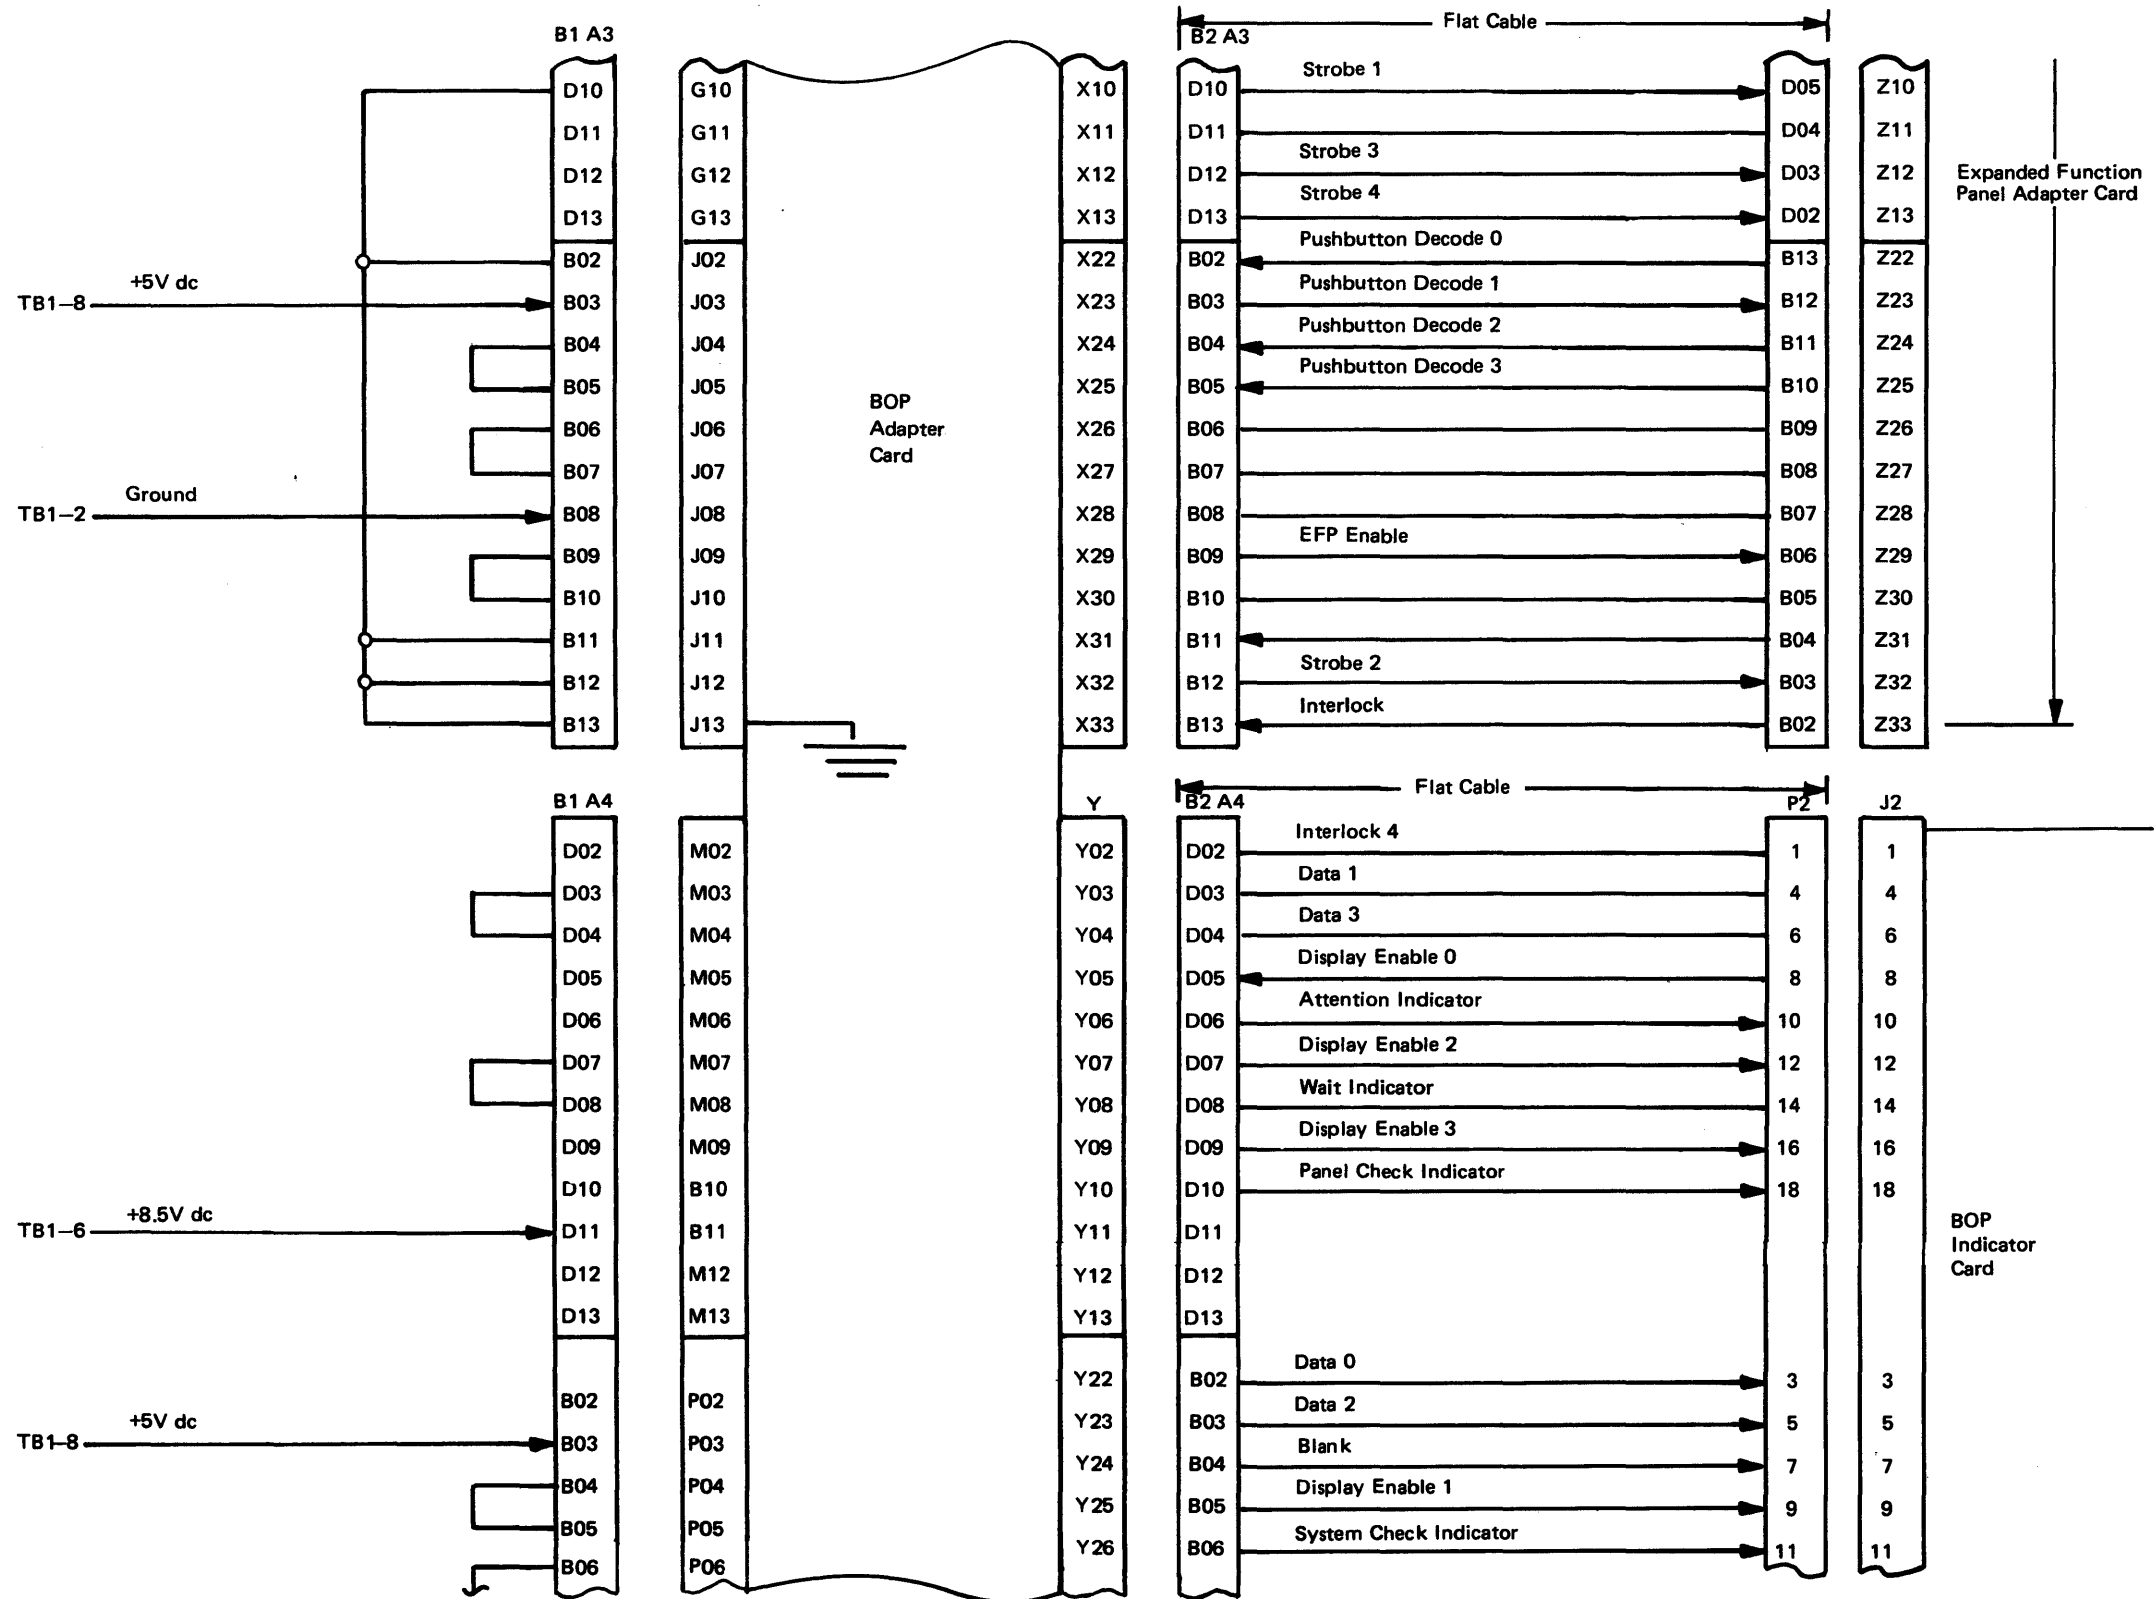 Flat Cable
B1 A3
B2 A3
D10 G10 X10 D10 Strobe 1 D05 Z10
D11 G11 X11 D11 D04 Z11
D12 G12 X12 D12 Strobe 3 D03 Z12
Expanded Function
Panel Adapter Card
D13 G13 X13 D13 Strobe 4 D02 Z13
B02 J02 X22 B02 Pushbutton Decode 0 B13 Z22
TB1–8 +5V dc B03 J03 X23 B03 Pushbutton Decode 1 B12 Z23
B04 J04 X24 B04 Pushbutton Decode 2 B11 Z24
B05 J05 X25 B05 Pushbutton Decode 3 B10 Z25
BOP
Adapter
Card
B06 J06 X26 B06 B09 Z26
B07 J07 X27 B07 B08 Z27
TB1–2 Ground B08 J08 X28 B08 B07 Z28
B09 J09 X29 B09 EFP Enable B06 Z29
B10 J10 X30 B10 B05 Z30
B11 J11 X31 B11 B04 Z31
B12 J12 X32 B12 Strobe 2 B03 Z32
B13 J13 X33 B13 Interlock B02 Z33
Flat Cable
B1 A4 Y B2 A4 P2 J2
D02 M02 Y02 D02 Interlock 4 1 1
D03 M03 Y03 D03 Data 1 4 4
D04 M04 Y04 D04 Data 3 6 6
D05 M05 Y05 D05 Display Enable 0 8 8
D06 M06 Y06 D06 Attention Indicator 10 10
D07 M07 Y07 D07 Display Enable 2 12 12
D08 M08 Y08 D08 Wait Indicator 14 14
D09 M09 Y09 D09 Display Enable 3 16 16
D10 B10 Y10 D10 Panel Check Indicator 18 18
TB1–6 +8.5V dc D11 B11 Y11 D11
BOP
Indicator
Card
D12 M12 Y12 D12
D13 M13 Y13 D13
Y22 B02 Data 0 3 3
B02 P02
Y23 B03 Data 2 5 5
TB1–8 +5V dc B03 P03
Y24 B04 Blank 7 7
B04 P04
Y25 B05 Display Enable 1 9 9
B05 P05
Y26 B06 System Check Indicator 11 11
B06 P06